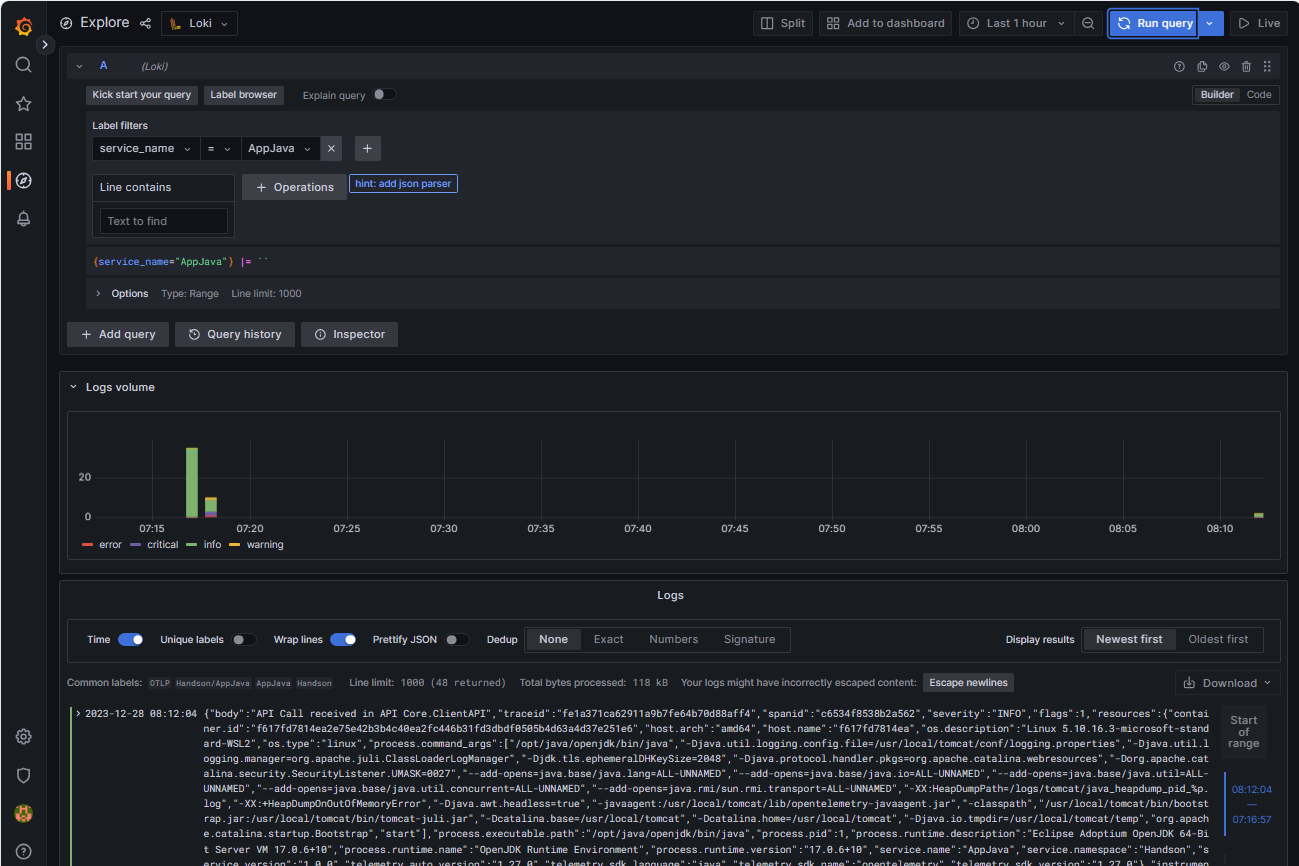 Explore Loki Split Add to dashboard Last 1 hour Run query Live
A (Loki)
Kick start your query Label browser Explain query Builder Code
Label filters
service_name = AppJava
Line contains Operations hint: add json parser
Text to find
{service_name="AppJava"} |= ``
Options Type: Range Line limit: 1000
Add query Query history Inspector
Logs volume
20
0
07:15 07:20 07:25 07:30 07:35 07:40 07:45 07:50 07:55 08:00 08:05 08:10
error critical info warning
Logs
Time Unique labels Wrap lines Prettify JSON Dedup None Exact Numbers Signature Display results Newest first Oldest first
Common labels: OTLP Handson/AppJava AppJava Handson Line limit: 1000 (48 returned) Total bytes processed: 118 kB Your logs might have incorrectly escaped content: Escape newlines Download
2023-12-28 08:12:04 {"body":"API Call received in API Core.ClientAPI","traceid":"fe1a371ca62911a9b7fe64b70d88aff4","spanid":"c6534f8538b2a562","severity":"INFO","flags":1,"resources":{"contai
ner.id":"f617fd7814ea2e75e42b3b4c40ea2fc446b31fd3dbdf0505b4d63a4d37e251e6","host.arch":"amd64","host.name":"f617fd7814ea","os.description":"Linux 5.10.16.3-microsoft-stand
ard-WSL2","os.type":"linux","process.command_args":["/opt/java/openjdk/bin/java","-Djava.util.logging.config.file=/usr/local/tomcat/conf/logging.properties","-Djava.util.l
ogging.manager=org.apache.juli.ClassLoaderLogManager","-Djdk.tls.ephemeralDHKeySize=2048","-Djava.protocol.handler.pkgs=org.apache.catalina.webresources","-Dorg.apache.cat
alina.security.SecurityListener.UMASK=0027","--add-opens=java.base/java.lang=ALL-UNNAMED","--add-opens=java.base/java.io=ALL-UNNAMED","--add-opens=java.base/java.util=ALL-
UNNAMED","--add-opens=java.base/java.util.concurrent=ALL-UNNAMED","--add-opens=java.rmi/sun.rmi.transport=ALL-UNNAMED","-XX:HeapDumpPath=/logs/tomcat/java_heapdump_pid_%p.
log","-XX:+HeapDumpOnOutOfMemoryError","-Djava.awt.headless=true","-javaagent:/usr/local/tomcat/lib/opentelemetry-javaagent.jar","-classpath","/usr/local/tomcat/bin/bootst
rap.jar:/usr/local/tomcat/bin/tomcat-juli.jar","-Dcatalina.base=/usr/local/tomcat","-Dcatalina.home=/usr/local/tomcat","-Djava.io.tmpdir=/usr/local/tomcat/temp","org.apach
e.catalina.startup.Bootstrap","start"],"process.executable.path":"/opt/java/openjdk/bin/java","process.pid":1,"process.runtime.description":"Eclipse Adoptium OpenJDK 64-Bi
t Server VM 17.0.6+10","process.runtime.name":"OpenJDK Runtime Environment","process.runtime.version":"17.0.6+10","service.name":"AppJava","service.namespace":"Handson","s
ervice.version":"1.0.0","telemetry.auto.version":"1.27.0","telemetry.sdk.language":"java","telemetry.sdk.name":"opentelemetry","telemetry.sdk.version":"1.27.0"},"instrumen
Start
of
range
08:12:04
—
07:16:57